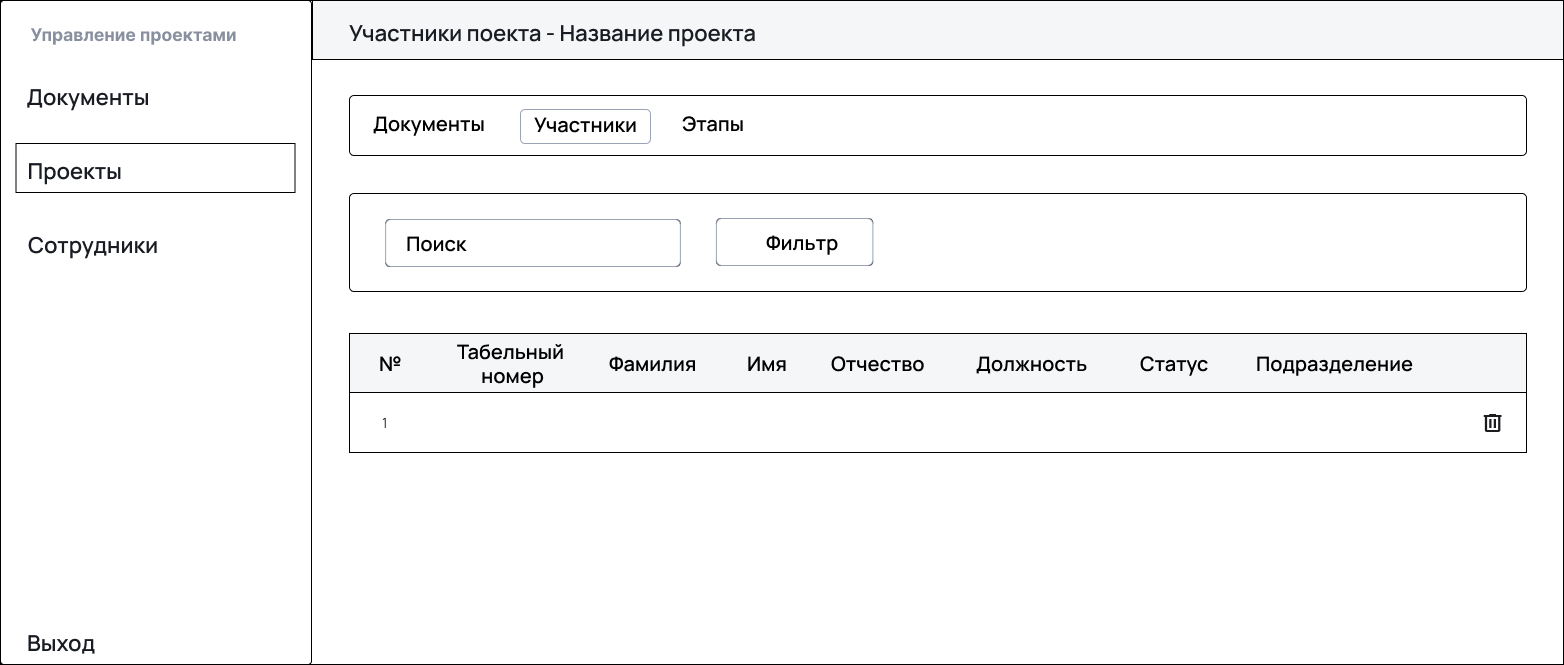 Управление проектами
Документы
Проекты
Сотрудники
Выход
Участники поекта - Название проекта
Документы Участники Этапы
Поиск Фильтр
№ Табельный номер Фамилия Имя Отчество Должность Статус Подразделение
1